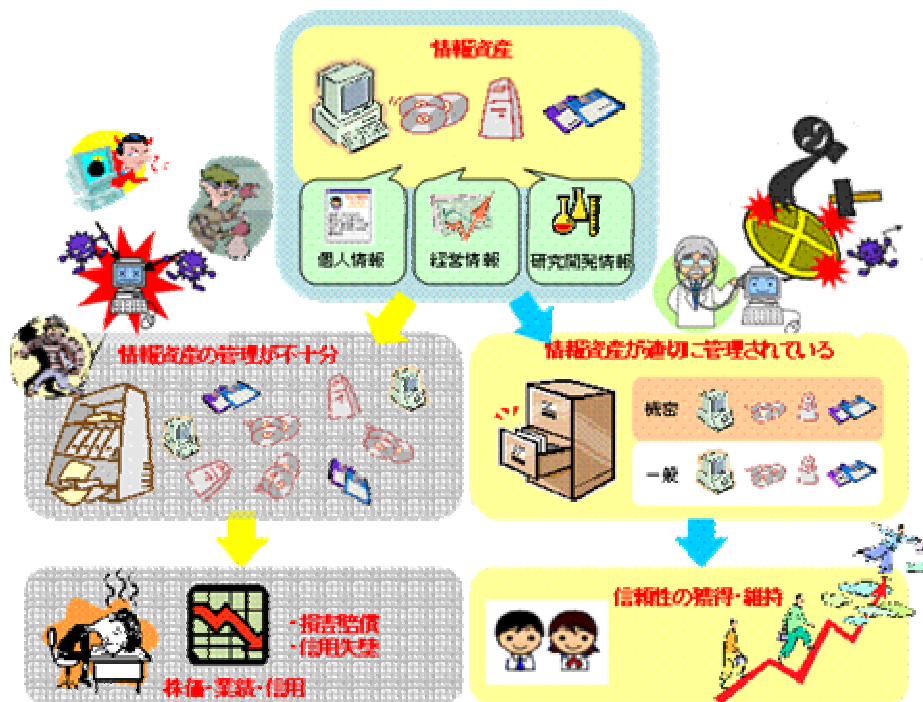 情報資産
個人情報
経営情報
研究開発情報
情報資産の管理が不十分
情報資産が適切に管理されている
機密
一般
・損害賠償
・信用失墜
株価・業績・信用
信頼性の獲得・維持